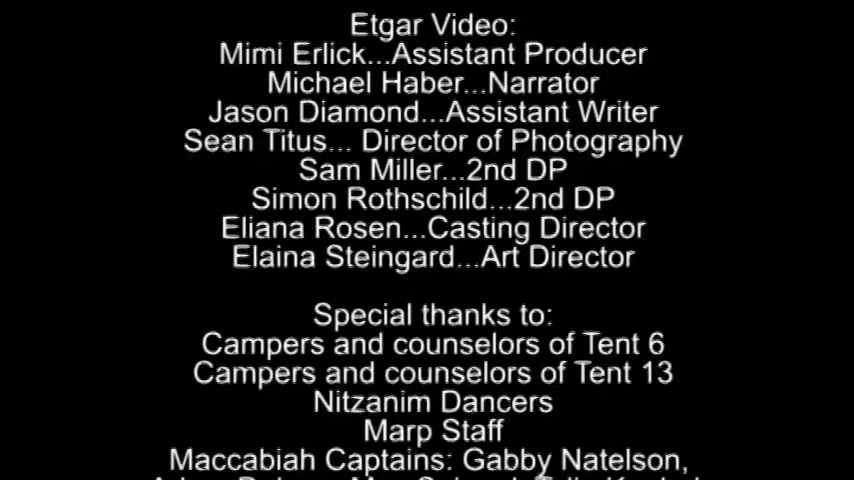 Etgar Video:
Mimi Erlick...Assistant Producer
Michael Haber...Narrator
Jason Diamond...Assistant Writer
Sean Titus... Director of Photography
Sam Miller...2nd DP
Simon Rothschild...2nd DP
Eliana Rosen...Casting Director
Elaina Steingard...Art Director
Special thanks to:
Campers and counselors of Tent 6
Campers and counselors of Tent 13
Nitzanim Dancers
Marp Staff
Maccabiah Captains: Gabby Natelson,